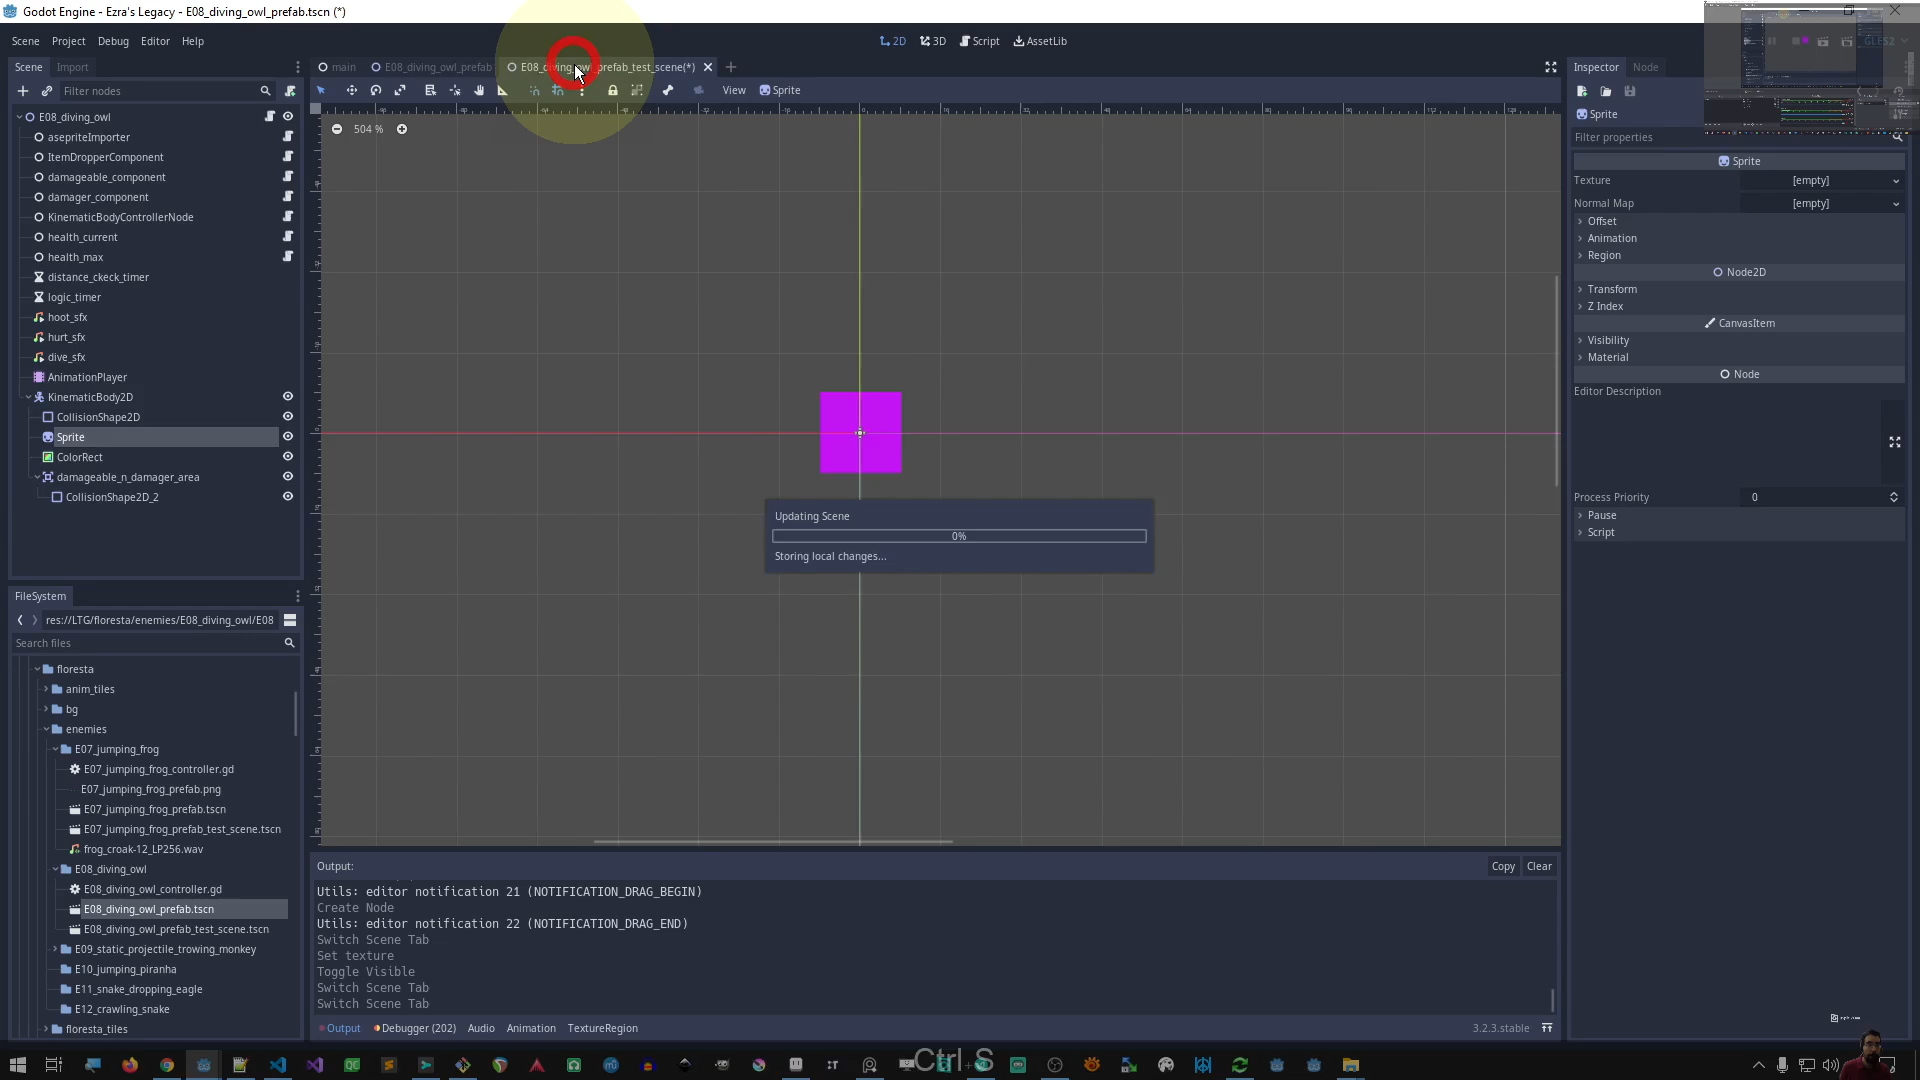 Godot Engine - Ezra's Legacy - E08_diving_owl_prefab.tscn (*)
Scene Project Debug Editor Help
2D 3D Script AssetLib
GLES2
Scene Import
main E08_diving_owl_prefab E08_diving_owl_prefab_test_scene(*)
Inspector Node
Filter nodes
View Sprite
504 %
Sprite
Filter properties
E08_diving_owl
asepriteImporter
ItemDropperComponent
damageable_component
damager_component
KinematicBodyControllerNode
health_current
health_max
distance_ckeck_timer
logic_timer
hoot_sfx
hurt_sfx
dive_sfx
AnimationPlayer
KinematicBody2D
CollisionShape2D
Sprite
ColorRect
damageable_n_damager_area
CollisionShape2D_2
Sprite
Texture [empty]
Normal Map [empty]
Offset
Animation
Region
Node2D
Transform
Z Index
CanvasItem
Visibility
Material
Node
Editor Description
Process Priority 0
Pause
Script
Updating Scene
0%
Storing local changes...
FileSystem
res://LTG/floresta/enemies/E08_diving_owl/E08
Search files
floresta
anim_tiles
bg
enemies
E07_jumping_frog
E07_jumping_frog_controller.gd
E07_jumping_frog_prefab.png
E07_jumping_frog_prefab.tscn
E07_jumping_frog_prefab_test_scene.tscn
frog_croak-12_LP256.wav
E08_diving_owl
E08_diving_owl_controller.gd
E08_diving_owl_prefab.tscn
E08_diving_owl_prefab_test_scene.tscn
E09_static_projectile_trowing_monkey
E10_jumping_piranha
E11_snake_dropping_eagle
E12_crawling_snake
floresta_tiles
Output:
Copy Clear
Utils: editor notification 21 (NOTIFICATION_DRAG_BEGIN)
Create Node
Utils: editor notification 22 (NOTIFICATION_DRAG_END)
Switch Scene Tab
Set texture
Toggle Visible
Switch Scene Tab
Switch Scene Tab
Output Debugger (202) Audio Animation TextureRegion
3.2.3.stable
Ctrl S